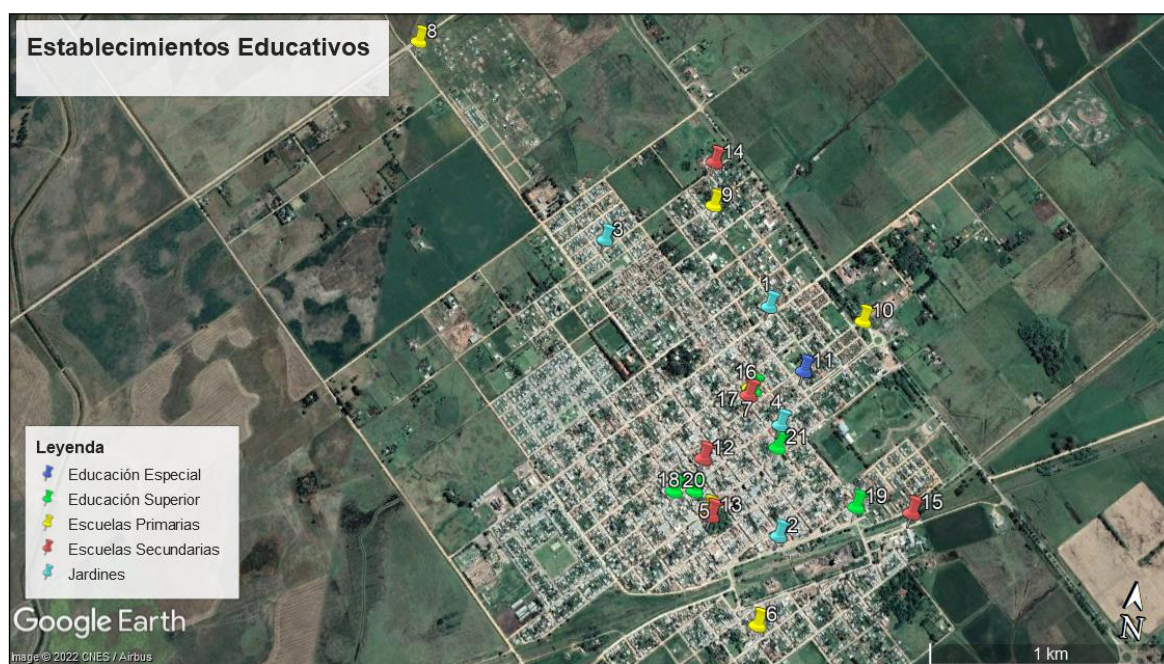 Establecimientos Educativos
8
14
9
3
1
10
11
16
17
7
4
21
12
18
20
5
13
19
15
2
6
Leyenda
Educación Especial
Educación Superior
Escuelas Primarias
Escuelas Secundarias
Jardines
Google Earth
Image © 2022 CNES / Airbus
N
1 km